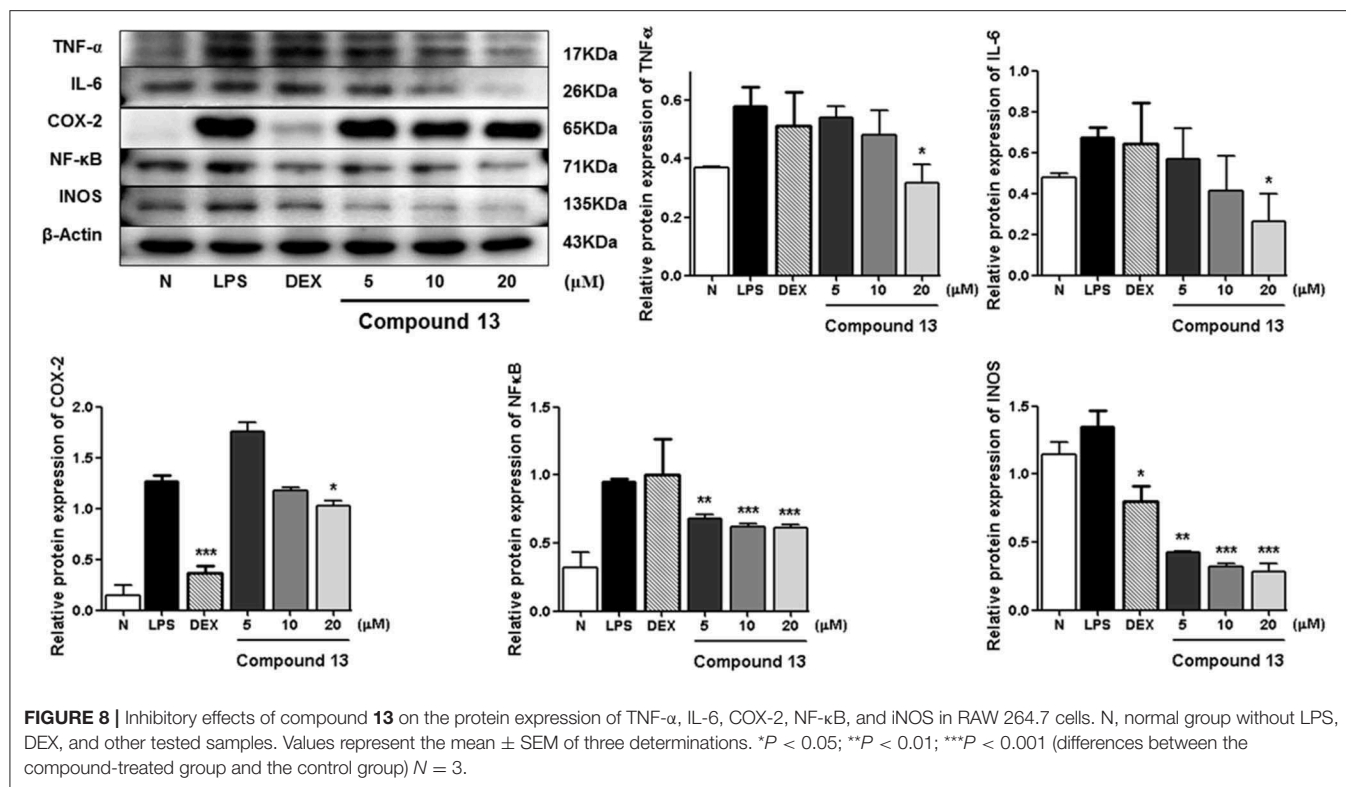 TNF-α
17KDa
IL-6
26KDa
COX-2
65KDa
NF-κB
71KDa
INOS
135KDa
β-Actin
43KDa
N LPS DEX 5 10 20 (μM)
Compound 13
Relative protein expression of TNFα
0.6
0.4
0.2
0.0
*
N LPS DEX 5 10 20 (μM)
Compound 13
Relative protein expression of IL-6
1.0
0.8
0.6
0.4
0.2
0.0
*
N LPS DEX 5 10 20 (μM)
Compound 13
Relative protein expression of COX-2
2.0
1.5
1.0
0.5
0.0
*** *
N LPS DEX 5 10 20 (μM)
Compound 13
Relative protein expression of NFκB
1.5
1.0
0.5
0.0
** *** ***
N LPS DEX 5 10 20 (μM)
Compound 13
Relative protein expression of INOS
1.5
1.0
0.5
0.0
* ** *** ***
N LPS DEX 5 10 20 (μM)
Compound 13
FIGURE 8 | Inhibitory effects of compound 13 on the protein expression of TNF-α, IL-6, COX-2, NF-κB, and iNOS in RAW 264.7 cells. N, normal group without LPS,
DEX, and other tested samples. Values represent the mean ± SEM of three determinations. *P < 0.05; **P < 0.01; ***P < 0.001 (differences between the
compound-treated group and the control group) N = 3.